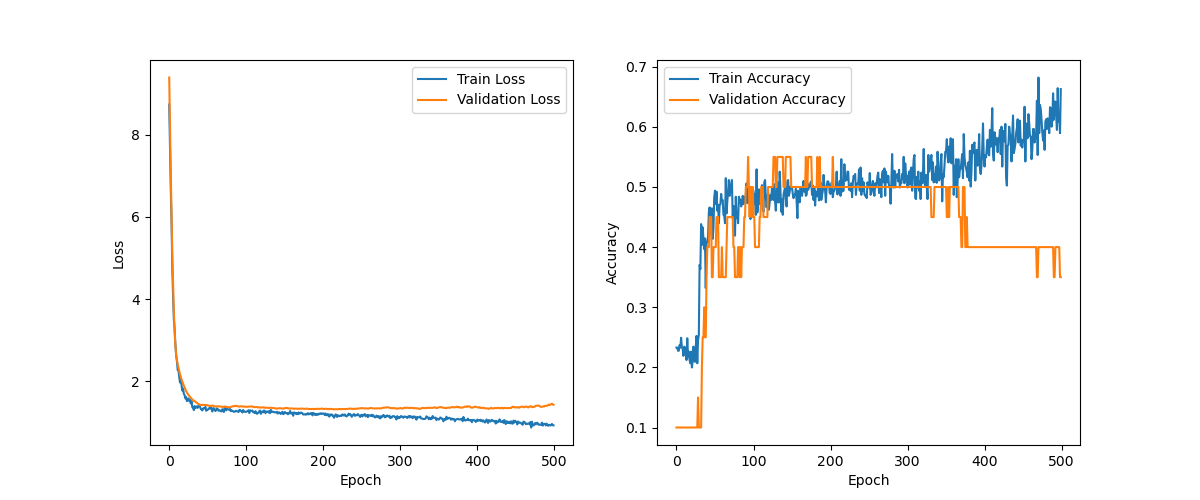 Train Loss
Validation Loss
8
6
4
2
0
100
200
300
400
500
Epoch
Loss
Train Accuracy
Validation Accuracy
0.7
0.6
0.5
0.4
0.3
0.2
0.1
0
100
200
300
400
500
Epoch
Accuracy